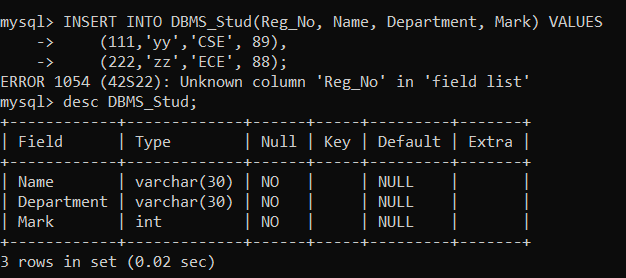 mysql> INSERT INTO DBMS_Stud(Reg_No, Name, Department, Mark) VALUES
    ->     (111,'yy','CSE', 89),
    ->     (222,'zz','ECE', 88);
ERROR 1054 (42S22): Unknown column 'Reg_No' in 'field list'
mysql> desc DBMS_Stud;
+------------+-------------+------+-----+---------+-------+
| Field      | Type        | Null | Key | Default | Extra |
+------------+-------------+------+-----+---------+-------+
| Name       | varchar(30) | NO   |     | NULL    |       |
| Department | varchar(30) | NO   |     | NULL    |       |
| Mark       | int         | NO   |     | NULL    |       |
+------------+-------------+------+-----+---------+-------+
3 rows in set (0.02 sec)